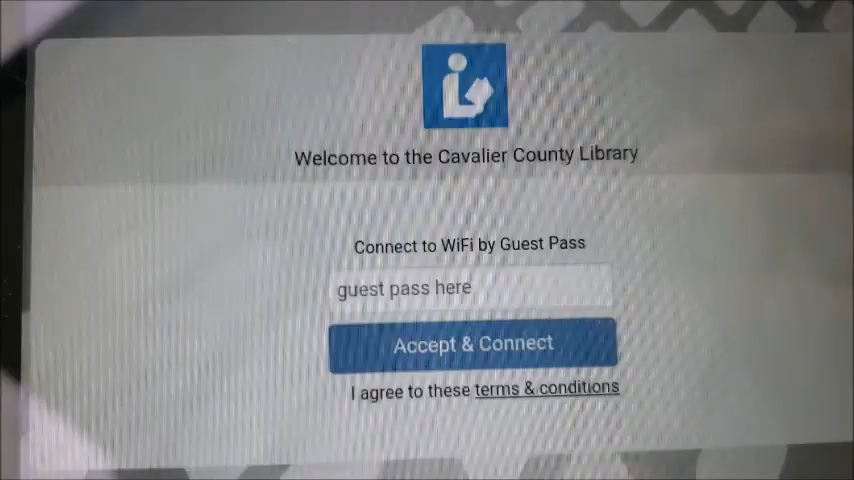 Welcome to the Cavalier County Library
Connect to WiFi by Guest Pass
guest pass here
Accept & Connect
I agree to these terms & conditions